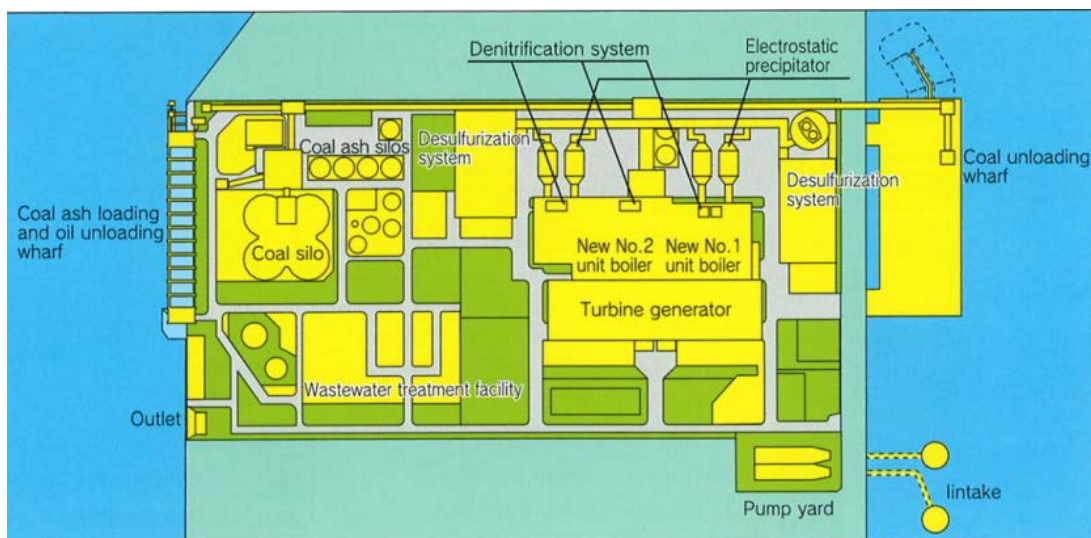 Denitrification system
Electrostatic
precipitator
Coal ash silos
Desulfurization
system
Coal unloading
wharf
Desulfurization
system
Coal ash loading
and oil unloading
wharf
Coal silo
New No.2
unit boiler
New No.1
unit boiler
Turbine generator
Wastewater treatment facility
Outlet
Iintake
Pump yard